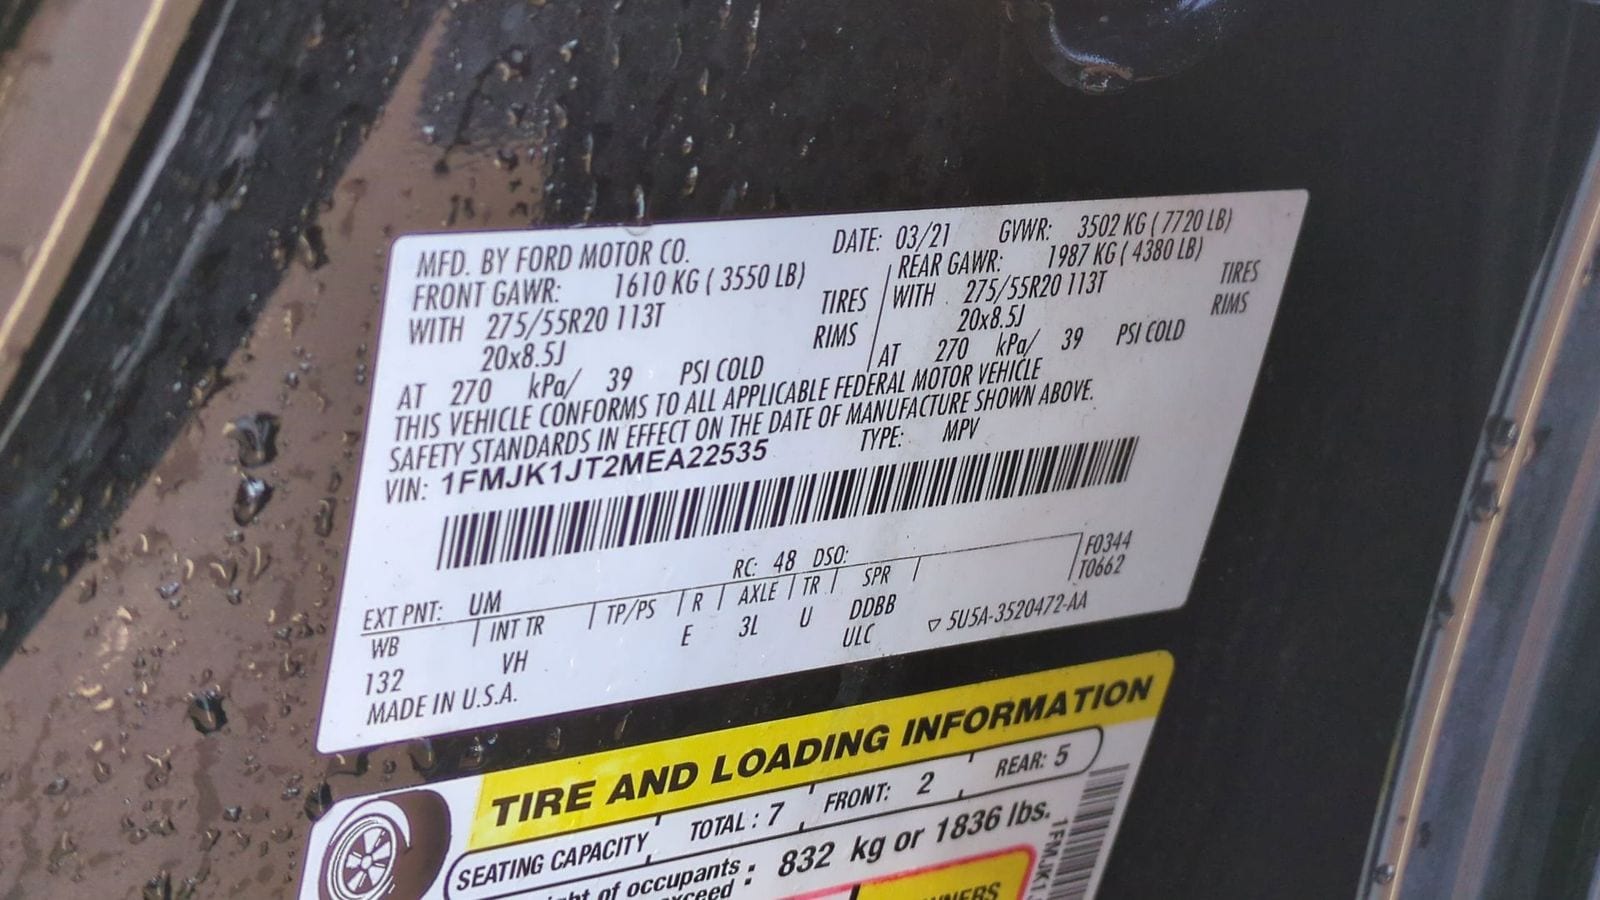 MFD. BY FORD MOTOR CO. DATE: 03/21 GVWR: 3502 KG ( 7720 LB)
FRONT GAWR: 1610 KG ( 3550 LB) REAR GAWR: 1987 KG ( 4380 LB)
WITH 275/55R20 113T TIRES WITH 275/55R20 113T TIRES
20x8.5J RIMS 20x8.5J RIMS
AT 270 kPa/ 39 PSI COLD AT 270 kPa/ 39 PSI COLD
THIS VEHICLE CONFORMS TO ALL APPLICABLE FEDERAL MOTOR VEHICLE
SAFETY STANDARDS IN EFFECT ON THE DATE OF MANUFACTURE SHOWN ABOVE.
VIN: 1FMJK1JT2MEA22535 TYPE: MPV
EXT PNT: UM RC: 48 DSO: F0344
WB INT TR TP/PS R AXLE TR SPR T0662
132 VH E 3L U DDBB
ULC ▽ 5U5A-3520472-AA
MADE IN U.S.A.
TIRE AND LOADING INFORMATION
SEATING CAPACITY TOTAL : 7 FRONT: 2 REAR: 5
of occupants : 832 kg or 1836 lbs.
1FMJK1